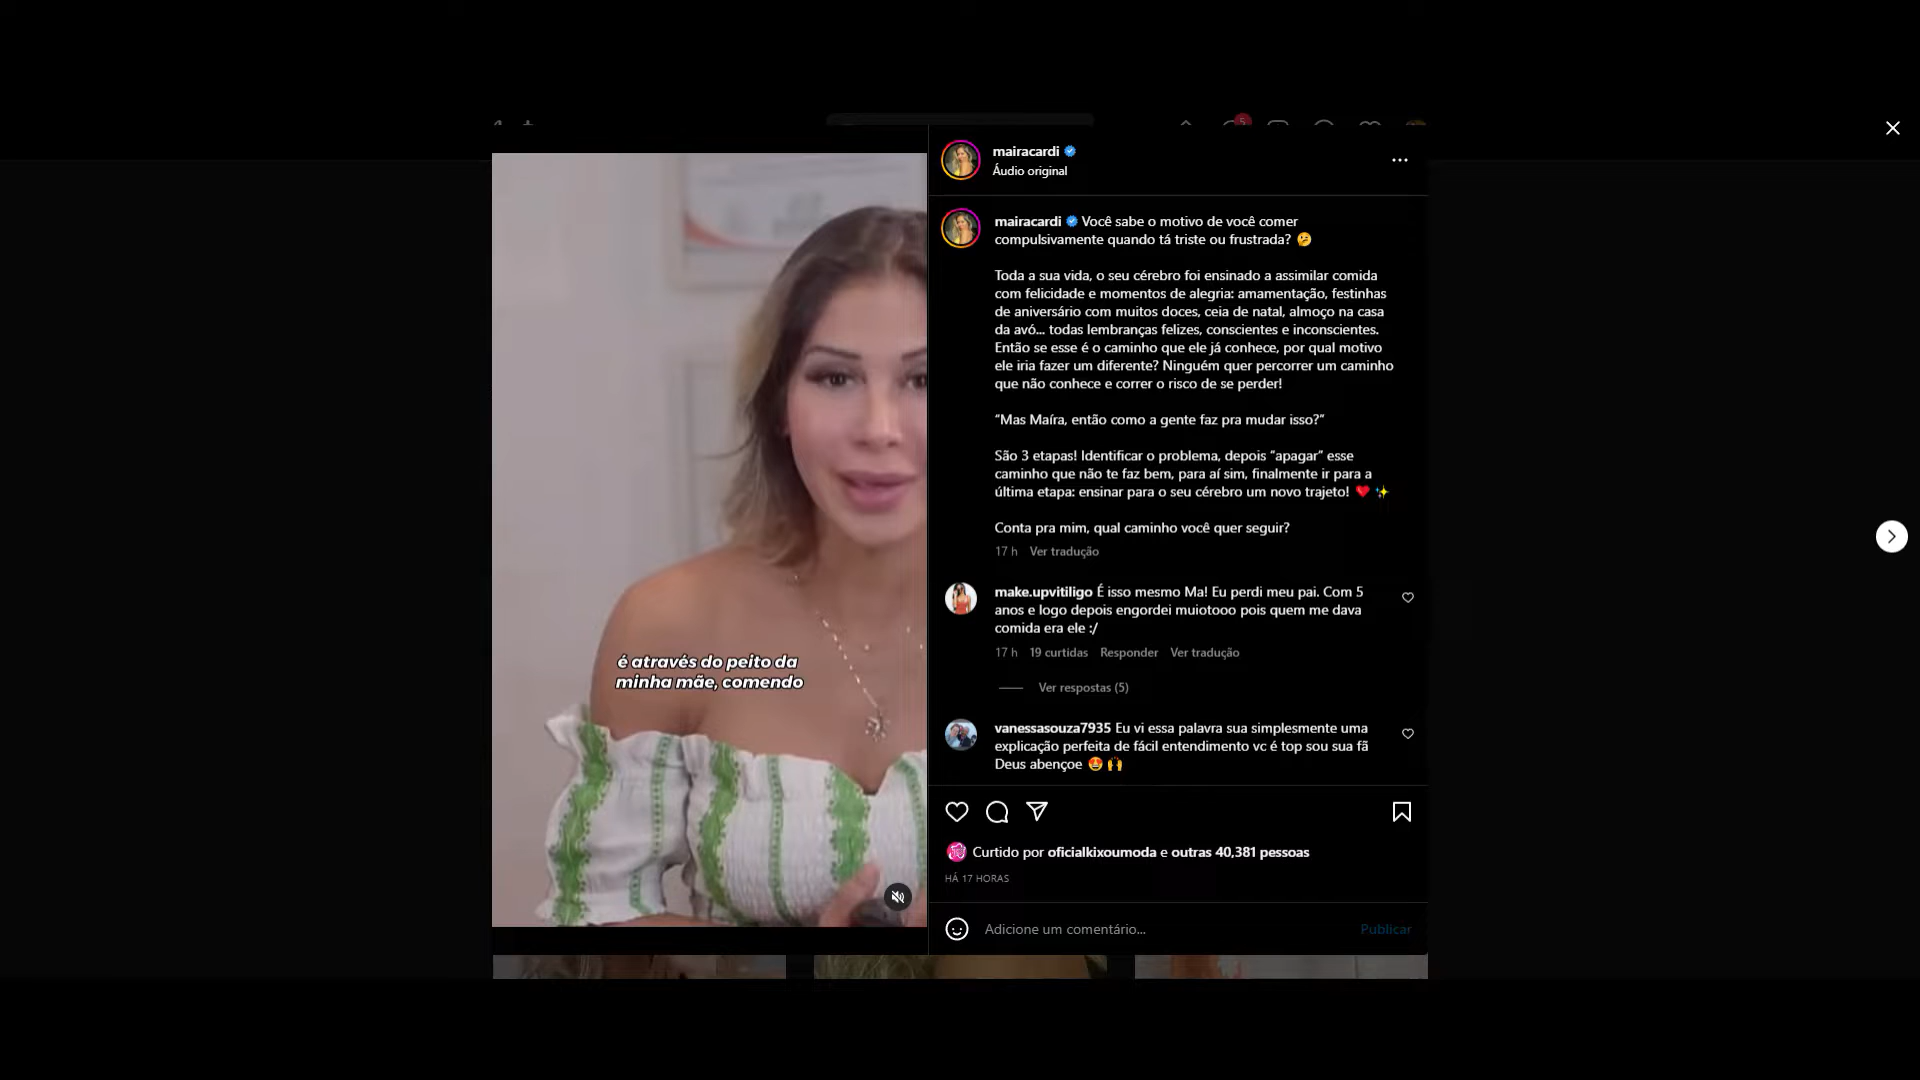 5
mairacardi
Áudio original
é através do peito da
minha mãe, comendo
mairacardi Você sabe o motivo de você comer
compulsivamente quando tá triste ou frustrada? 🤔
Toda a sua vida, o seu cérebro foi ensinado a assimilar comida
com felicidade e momentos de alegria: amamentação, festinhas
de aniversário com muitos doces, ceia de natal, almoço na casa
da avó... todas lembranças felizes, conscientes e inconscientes.
Então se esse é o caminho que ele já conhece, por qual motivo
ele iria fazer um diferente? Ninguém quer percorrer um caminho
que não conhece e correr o risco de se perder!
“Mas Maíra, então como a gente faz pra mudar isso?”
São 3 etapas! Identificar o problema, depois “apagar” esse
caminho que não te faz bem, para aí sim, finalmente ir para a
última etapa: ensinar para o seu cérebro um novo trajeto! ❤️ ✨
Conta pra mim, qual caminho você quer seguir?
17 h Ver tradução
make.upvitiligo É isso mesmo Ma! Eu perdi meu pai. Com 5
anos e logo depois engordei muiotooo pois quem me dava
comida era ele :/
17 h 19 curtidas Responder Ver tradução
Ver respostas (5)
vanessasouza7935 Eu vi essa palavra sua simplesmente uma
explicação perfeita de fácil entendimento vc é top sou sua fã
Deus abençoe 🤩 🙌
Curtido por oficialkixoumoda e outras 40,381 pessoas
HÁ 17 HORAS
Adicione um comentário... Publicar